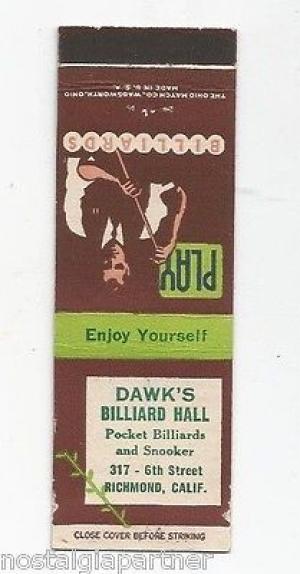 THE OHIO MATCH CO., WADSWORTH, OHIO
MADE IN U.S.A.
BILLIARDS
PLAY
Enjoy Yourself
DAWK'S
BILLIARD HALL
Pocket Billiards
and Snooker
317 - 6th Street
RICHMOND, CALIF.
CLOSE COVER BEFORE STRIKING
nostalgiapartner